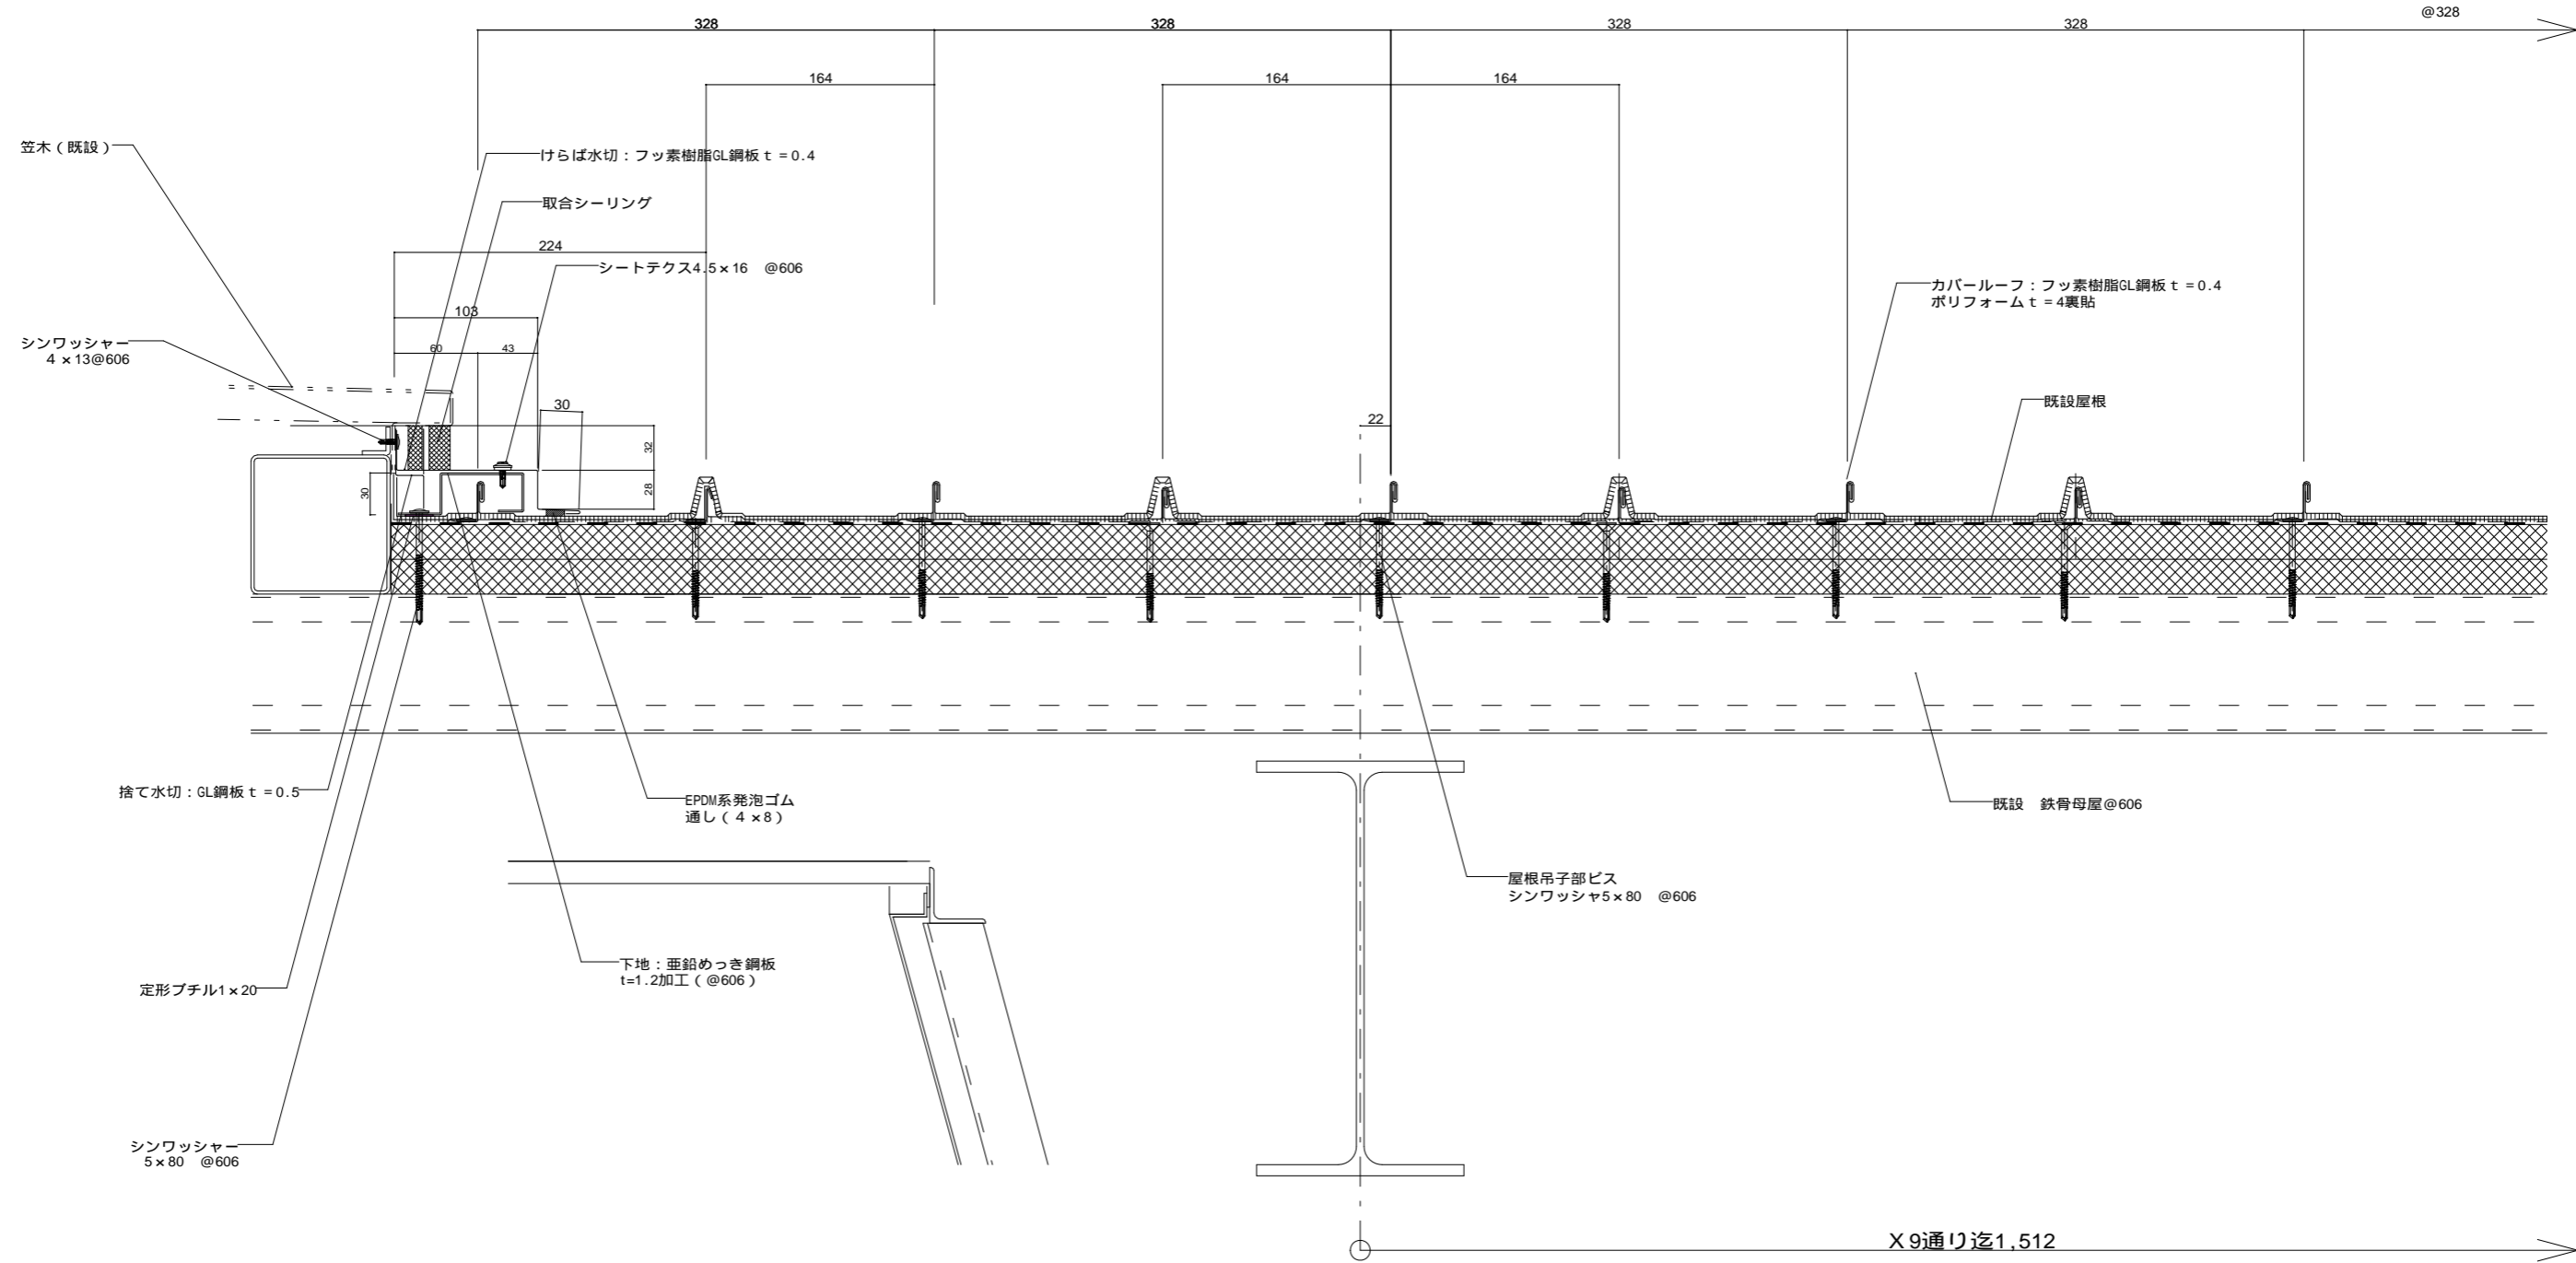 @328
328
328
328
328
164
164
164
笠木（既設）
けらば水切：フッ素樹脂GL鋼板ｔ＝0.4
取合シーリング
224
シートテクス4.5×16　@606
カバールーフ：フッ素樹脂GL鋼板ｔ＝0.4
ポリフォームｔ＝4裏貼
103
シンワッシャー
４×13@606
60
43
30
22
既設屋根
32
28
30
捨て水切：GL鋼板ｔ＝0.5
EPDM系発泡ゴム
通し（４×8）
既設　鉄骨母屋@606
屋根吊子部ビス
シンワッシャ5×80　@606
下地：亜鉛めっき鋼板
t=1.2加工（@606）
定形ブチル1×20
シンワッシャー
5×80　@606
Ｘ9通り迄1,512